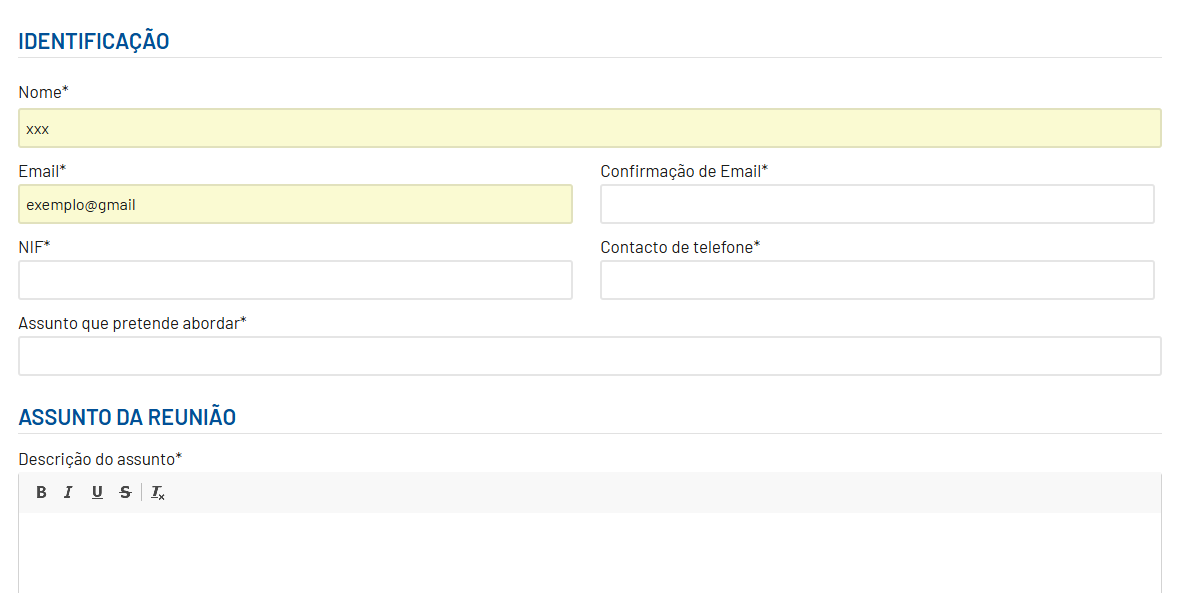 IDENTIFICAÇÃO
Nome*
xxx
Email*
Confirmação de Email*
exemplo@gmail
NIF*
Contacto de telefone*
Assunto que pretende abordar*
ASSUNTO DA REUNIÃO
Descrição do assunto*
B I U S Tx